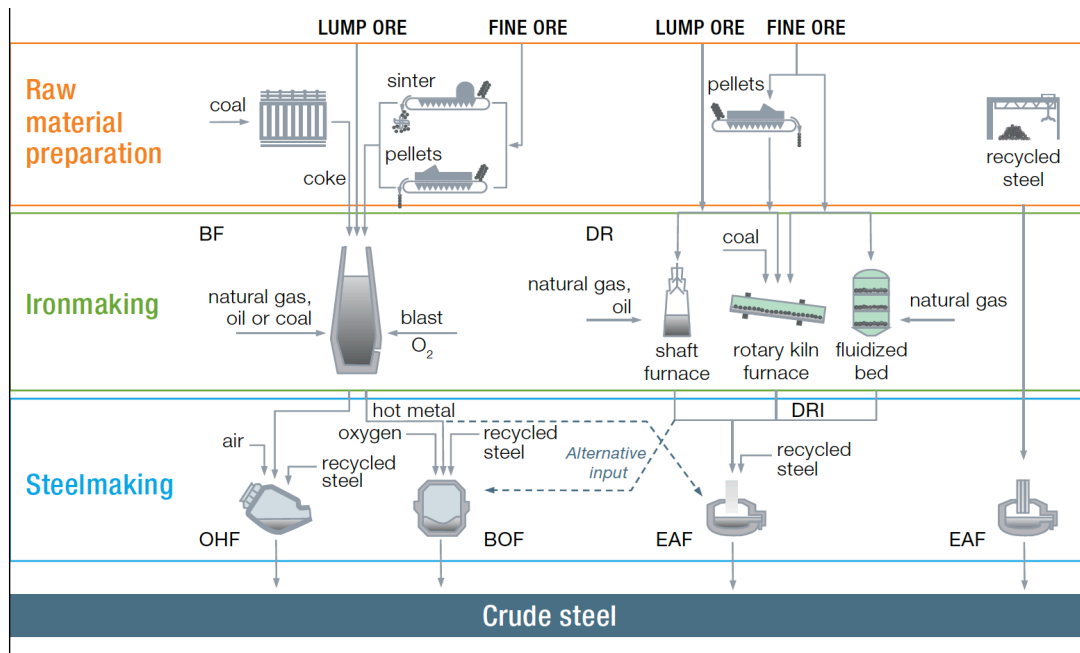 LUMP ORE
FINE ORE
LUMP ORE
FINE ORE
Raw
material
preparation
coal
coke
sinter
pellets
pellets
recycled
steel
BF
DR
Ironmaking
natural gas,
oil or coal
blast
O₂
natural gas,
oil
coal
natural gas
shaft
furnace
rotary kiln
furnace
fluidized
bed
hot metal
DRI
Steelmaking
air
recycled
steel
oxygen
recycled
steel
Alternative
input
recycled
steel
OHF
BOF
EAF
EAF
Crude steel